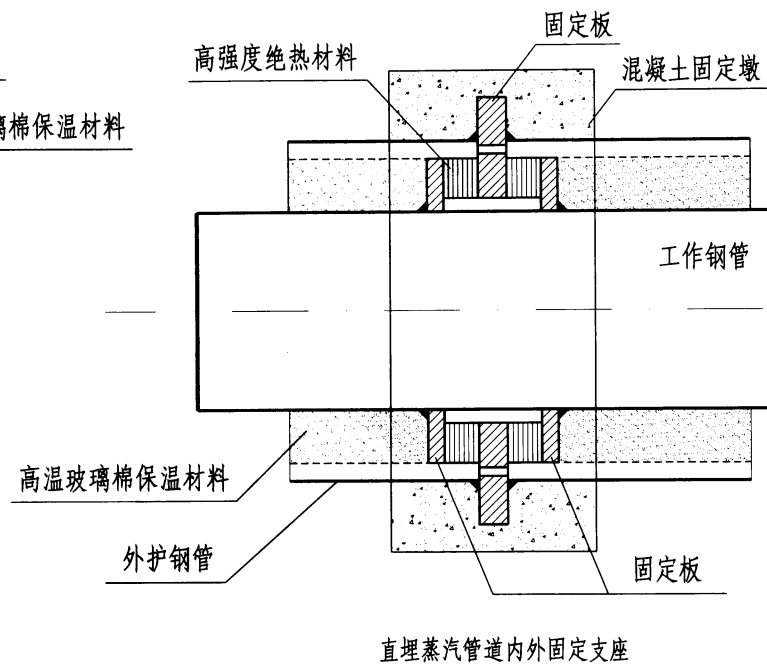 固定板
高强度绝热材料
混凝土固定墩
棉保温材料
工作钢管
高温玻璃棉保温材料
外护钢管
固定板
直埋蒸汽管道内外固定支座